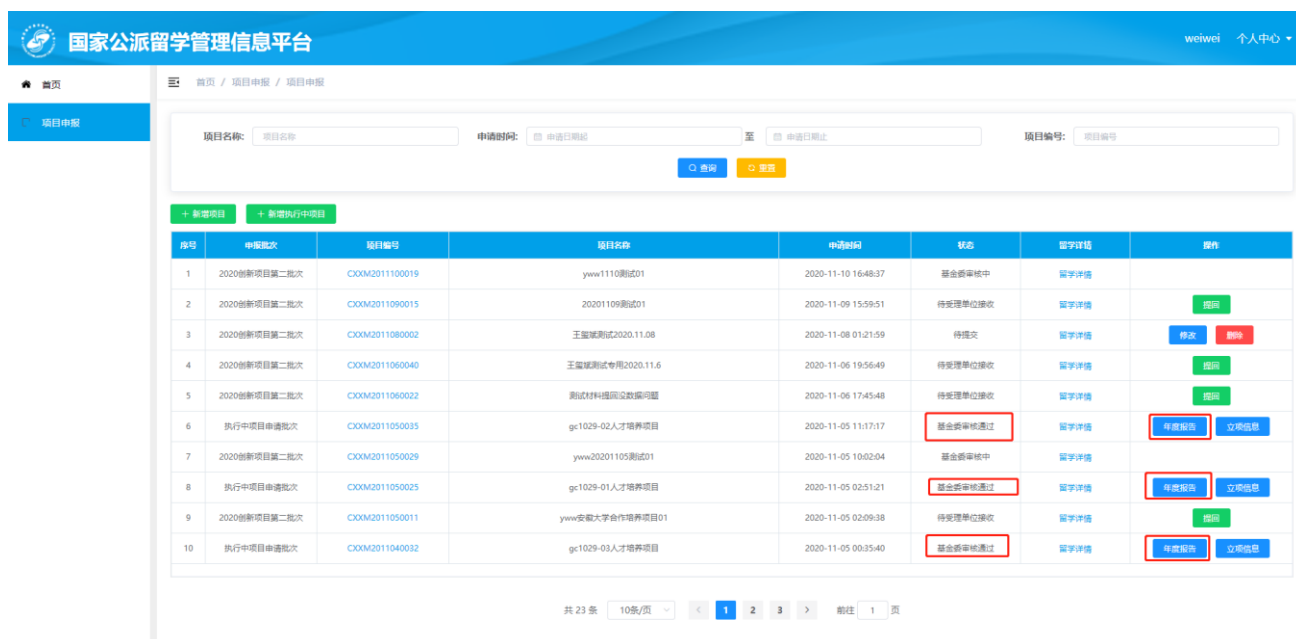 国家公派留学管理信息平台
weiwei 个人中心
首页
首页 / 项目申报 / 项目申报
项目申报
项目名称: 项目名称 申请时间: 申请日期起 至 申请日期止 项目编号: 项目编号
查询 重置
+ 新增项目 + 新增执行中项目
序号 申报批次 项目编号 项目名称 申请时间 状态 留学详情 操作
1 2020创新项目第二批次 CXXM2011100019 yww1110测试01 2020-11-10 16:48:37 基金委审核中 留学详情
2 2020创新项目第二批次 CXXM2011090015 20201109测试01 2020-11-09 15:59:51 待受理单位接收 留学详情 提回
3 2020创新项目第二批次 CXXM2011080002 王玺斌测试2020.11.08 2020-11-08 01:21:59 待提交 留学详情 修改 删除
4 2020创新项目第二批次 CXXM2011060040 王玺斌测试专用2020.11.6 2020-11-06 19:56:49 待受理单位接收 留学详情 提回
5 2020创新项目第二批次 CXXM2011060022 测试材料提回没数据问题 2020-11-06 17:45:48 待受理单位接收 留学详情 提回
6 执行中项目申请批次 CXXM2011050035 gc1029-02人才培养项目 2020-11-05 11:17:17 基金委审核通过 留学详情 年度报告 立项信息
7 2020创新项目第二批次 CXXM2011050029 yww20201105测试01 2020-11-05 10:02:04 基金委审核中 留学详情
8 执行中项目申请批次 CXXM2011050025 gc1029-01人才培养项目 2020-11-05 02:51:21 基金委审核通过 留学详情 年度报告 立项信息
9 2020创新项目第二批次 CXXM2011050011 yww安徽大学合作培养项目01 2020-11-05 02:09:38 待受理单位接收 留学详情 提回
10 执行中项目申请批次 CXXM2011040032 gc1029-03人才培养项目 2020-11-05 00:35:40 基金委审核通过 留学详情 年度报告 立项信息
共 23 条 10条/页 < 1 2 3 > 前往 1 页